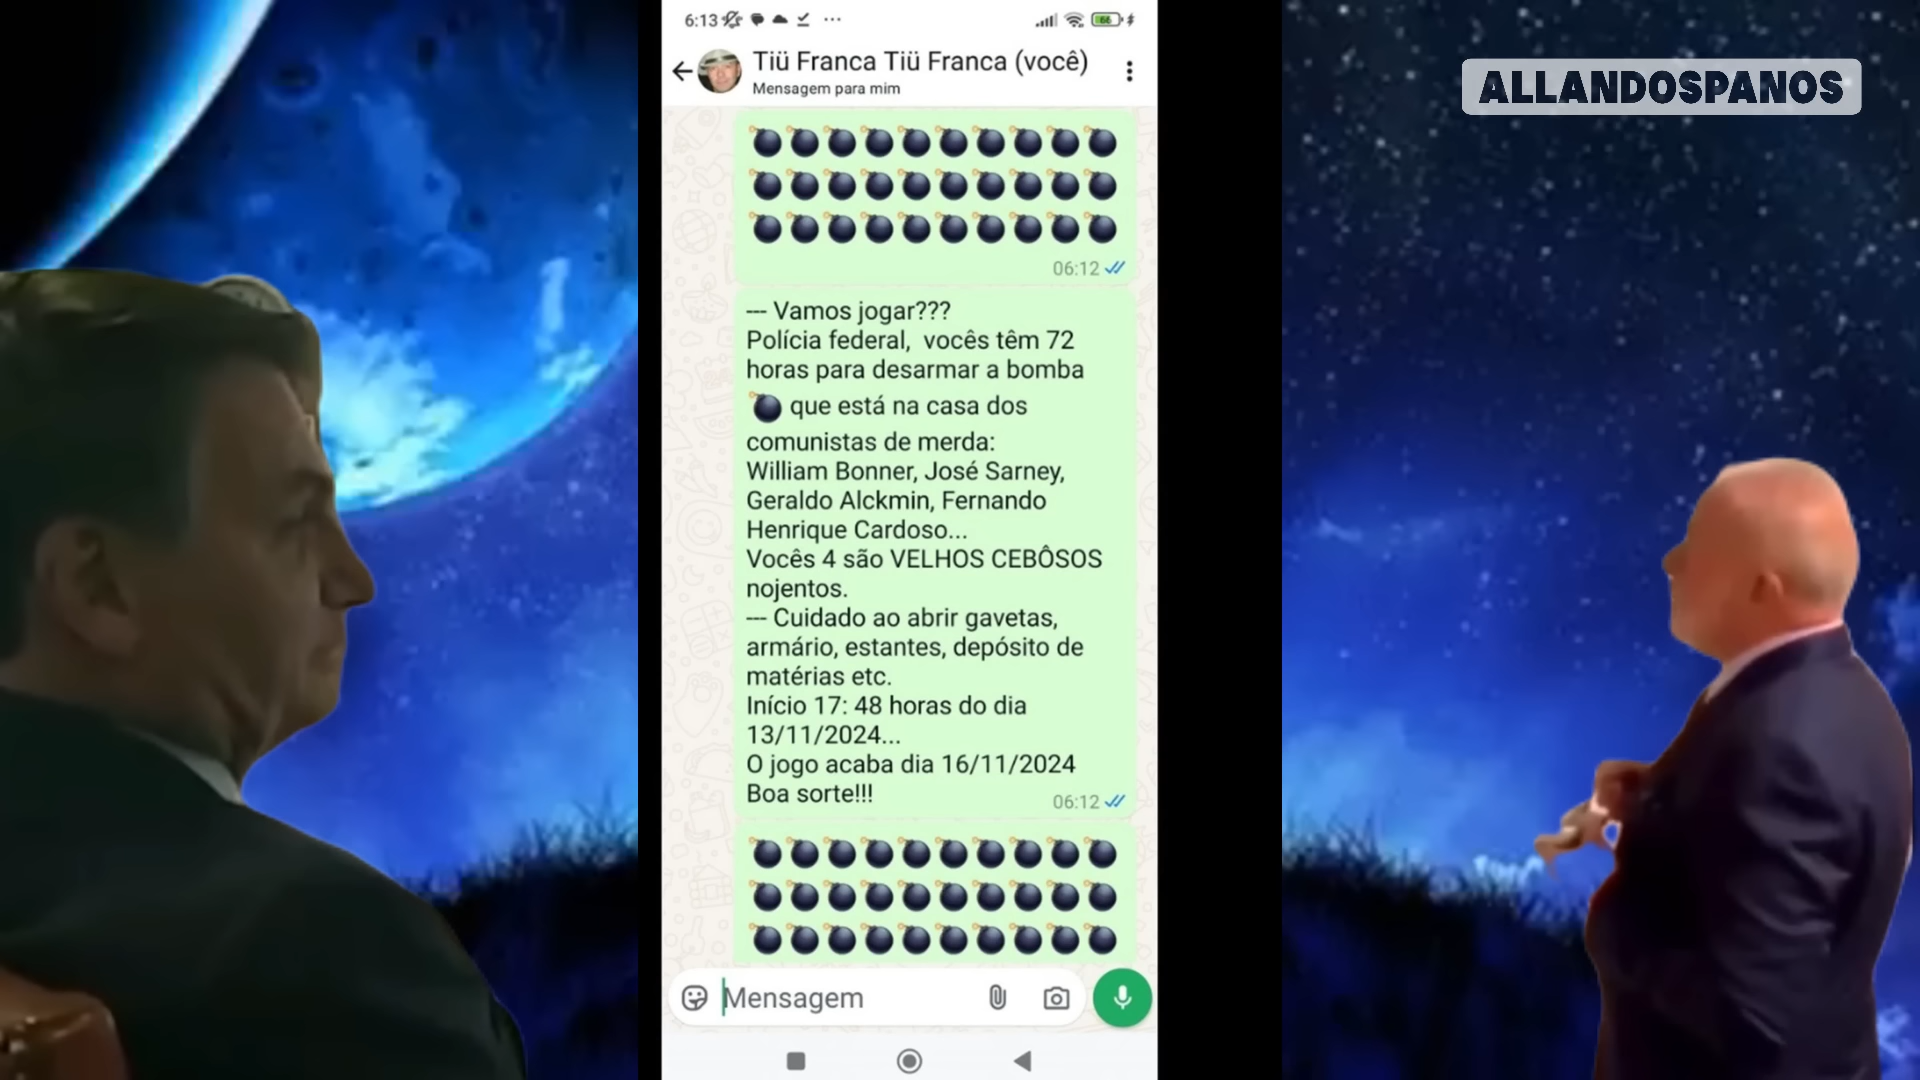 6:13
66
Tiü Franca Tiü Franca (você)
Mensagem para mim
ALLANDOSPANOS
06:12
--- Vamos jogar???
Polícia federal,  vocês têm 72
horas para desarmar a bomba
💣 que está na casa dos
comunistas de merda:
William Bonner, José Sarney,
Geraldo Alckmin, Fernando
Henrique Cardoso...
Vocês 4 são VELHOS CEBÔSOS
nojentos.
--- Cuidado ao abrir gavetas,
armário, estantes, depósito de
matérias etc.
Início 17: 48 horas do dia
13/11/2024...
O jogo acaba dia 16/11/2024
Boa sorte!!!
06:12
Mensagem